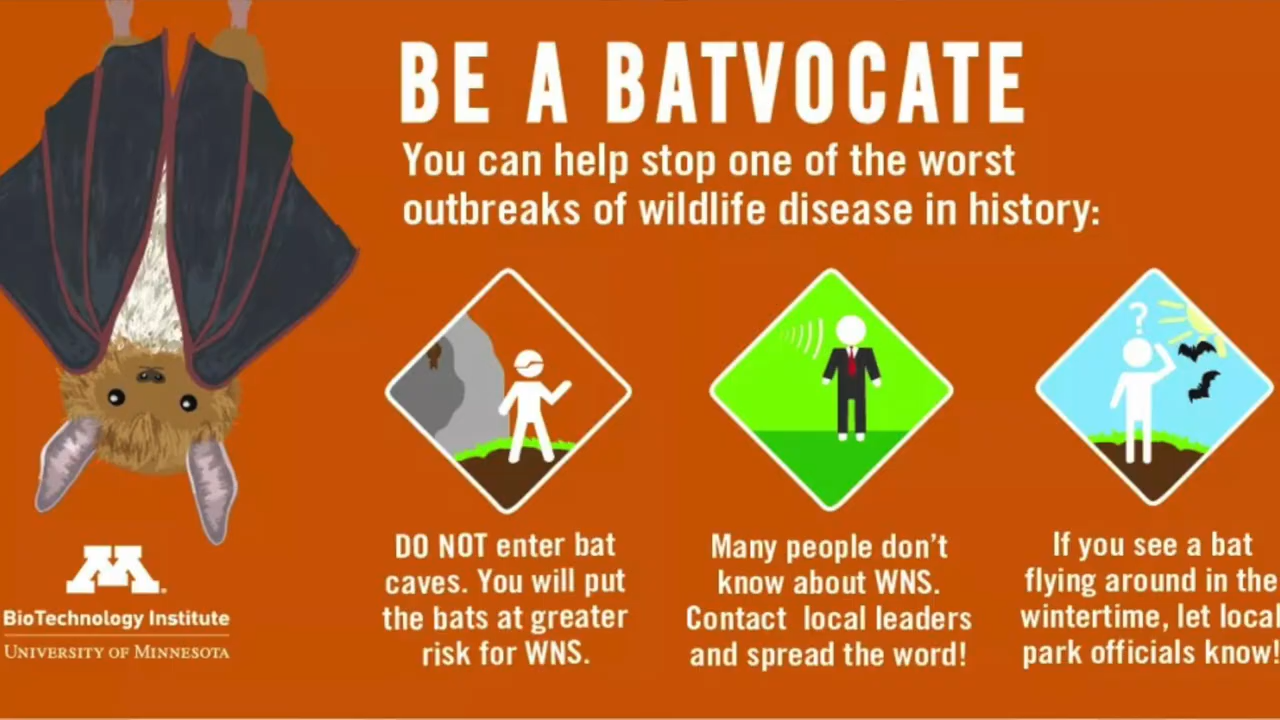 BE A BATVOCATE
You can help stop one of the worst
outbreaks of wildlife disease in history:
?
DO NOT enter bat
caves. You will put
the bats at greater
risk for WNS.
Many people don't
know about WNS.
Contact local leaders
and spread the word!
If you see a bat
flying around in the
wintertime, let local
park officials know!
M
BioTechnology Institute
UNIVERSITY OF MINNESOTA